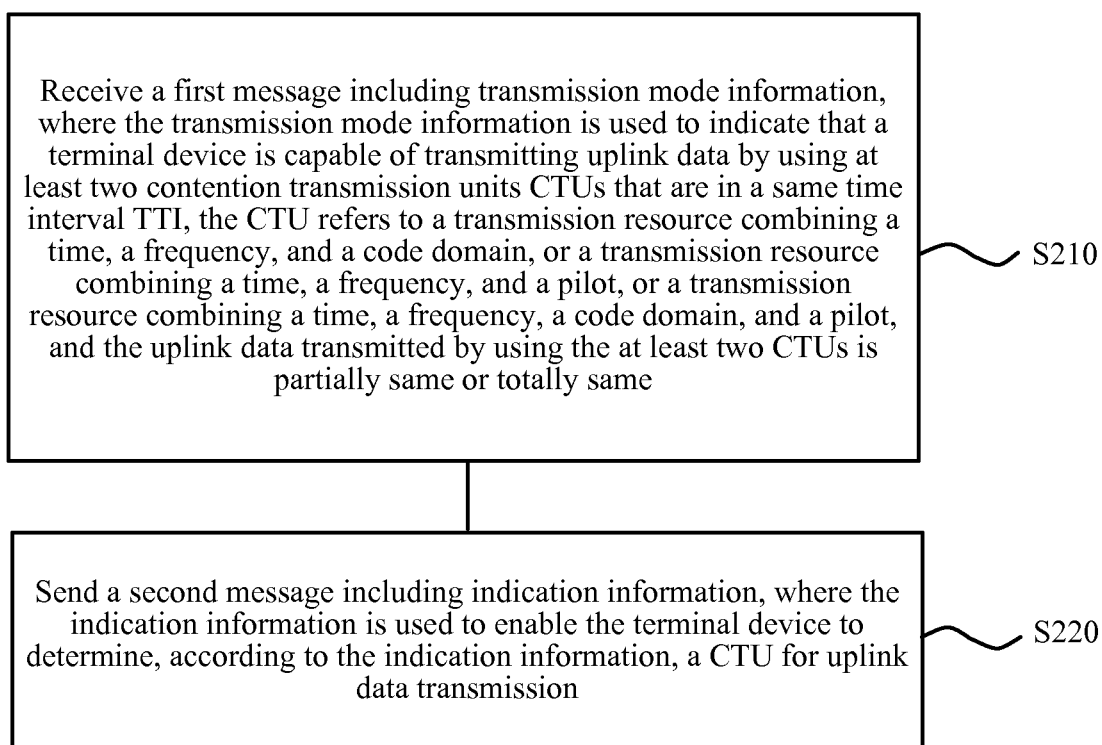 Receive a first message including transmission mode information,
where the transmission mode information is used to indicate that a
terminal device is capable of transmitting uplink data by using at
least two contention transmission units CTUs that are in a same time
interval TTI, the CTU refers to a transmission resource combining a
time, a frequency, and a code domain, or a transmission resource
combining a time, a frequency, and a pilot, or a transmission
resource combining a time, a frequency, a code domain, and a pilot,
and the uplink data transmitted by using the at least two CTUs is
partially same or totally same
S210
Send a second message including indication information, where the
indication information is used to enable the terminal device to
determine, according to the indication information, a CTU for uplink
data transmission
S220